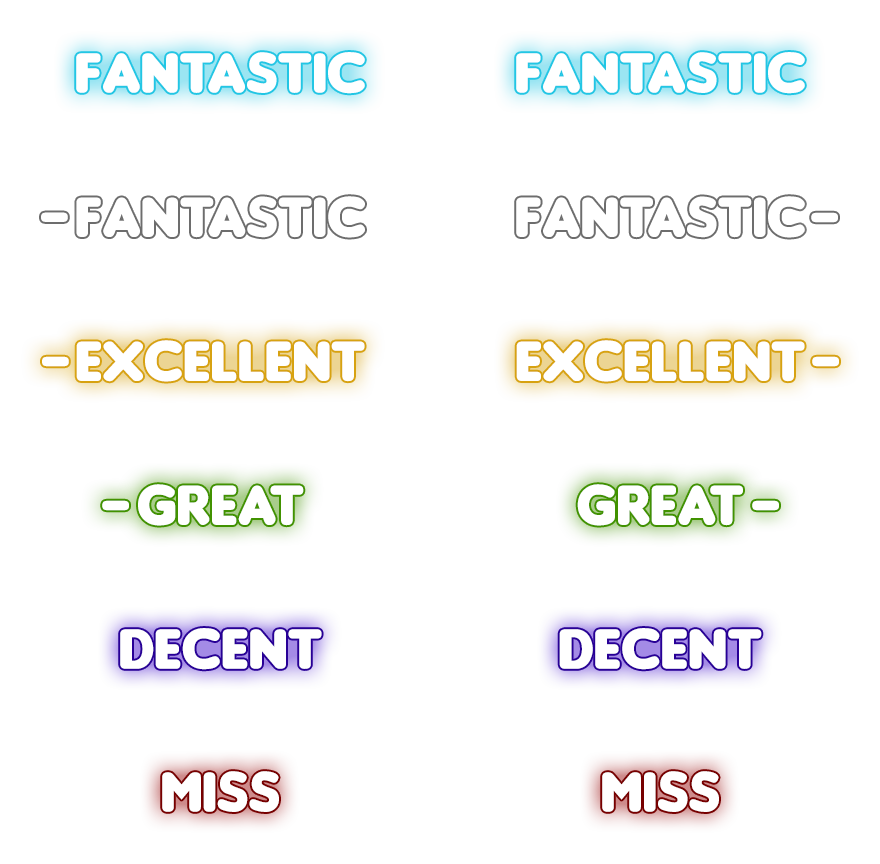 FANTASTIC FANTASTIC
-FANTASTIC FANTASTIC-
-EXCELLENT EXCELLENT-
-GREAT GREAT-
DECENT DECENT
MISS MISS